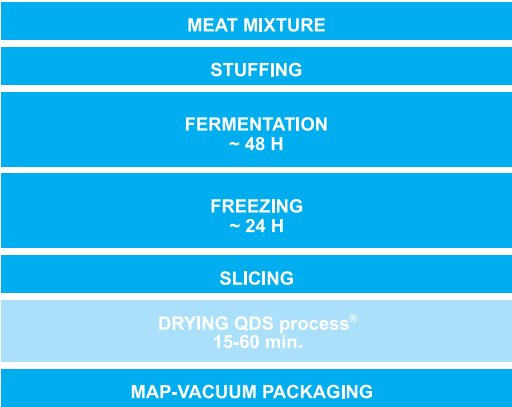 MEAT MIXTURE
STUFFING
FERMENTATION
~ 48 H
FREEZING
~ 24 H
SLICING
DRYING QDS process®
15-60 min.
MAP-VACUUM PACKAGING